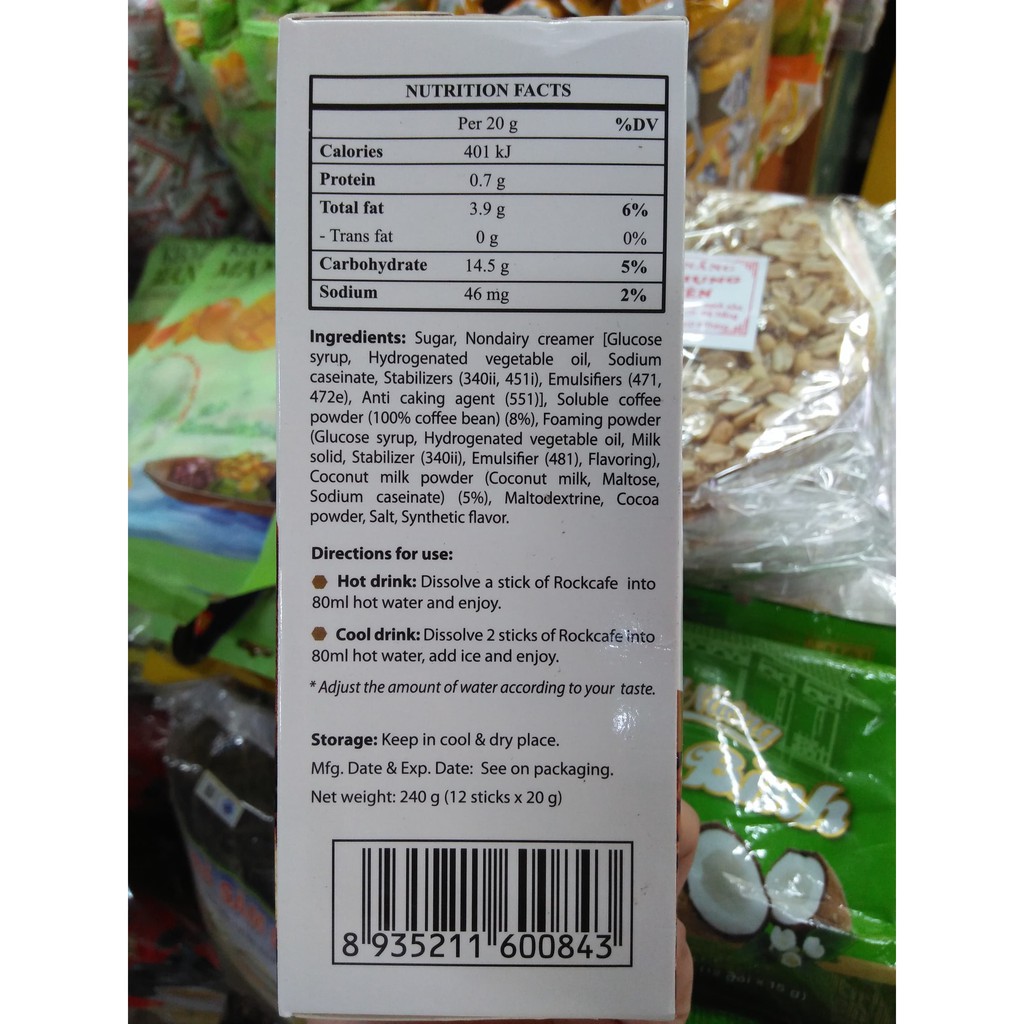 NUTRITION FACTS
Per 20 g %DV
Calories 401 kJ
Protein 0.7 g
Total fat 3.9 g 6%
- Trans fat 0 g 0%
Carbohydrate 14.5 g 5%
Sodium 46 mg 2%
Ingredients: Sugar, Nondairy creamer [Glucose
syrup, Hydrogenated vegetable oil, Sodium
caseinate, Stabilizers (340ii, 451i), Emulsifiers (471,
472e), Anti caking agent (551)], Soluble coffee
powder (100% coffee bean) (8%), Foaming powder
(Glucose syrup, Hydrogenated vegetable oil, Milk
solid, Stabilizer (340ii), Emulsifier (481), Flavoring),
Coconut milk powder (Coconut milk, Maltose,
Sodium caseinate) (5%), Maltodextrine, Cocoa
powder, Salt, Synthetic flavor.
Directions for use:
Hot drink: Dissolve a stick of Rockcafe into
80ml hot water and enjoy.
Cool drink: Dissolve 2 sticks of Rockcafe into
80ml hot water, add ice and enjoy.
* Adjust the amount of water according to your taste.
Storage: Keep in cool & dry place.
Mfg. Date & Exp. Date: See on packaging.
Net weight: 240 g (12 sticks x 20 g)
8 935211 600843